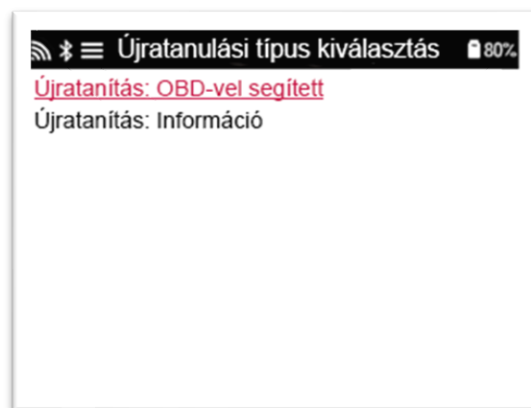 Újratanulási típus kiválasztás 80%
Újratanítás: OBD-vel segített
Újratanítás: Információ